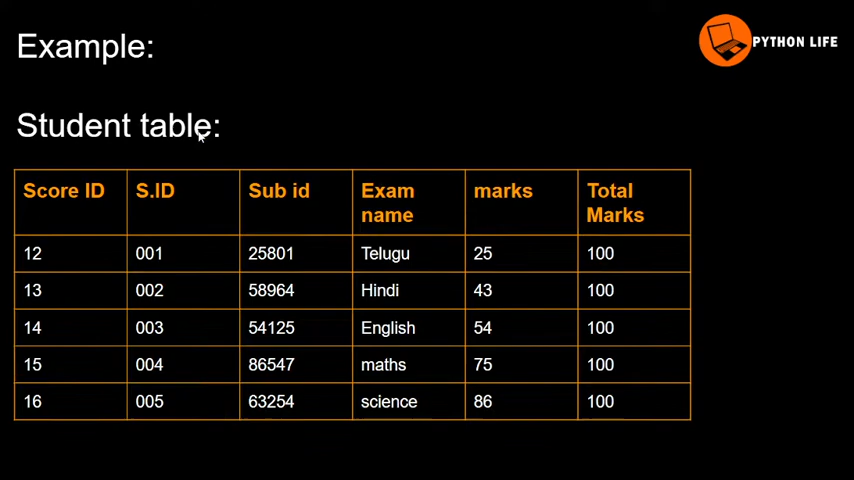 Example:
PYTHON LIFE
Student table:
Score ID S.ID Sub id Exam name marks Total Marks
12 001 25801 Telugu 25 100
13 002 58964 Hindi 43 100
14 003 54125 English 54 100
15 004 86547 maths 75 100
16 005 63254 science 86 100